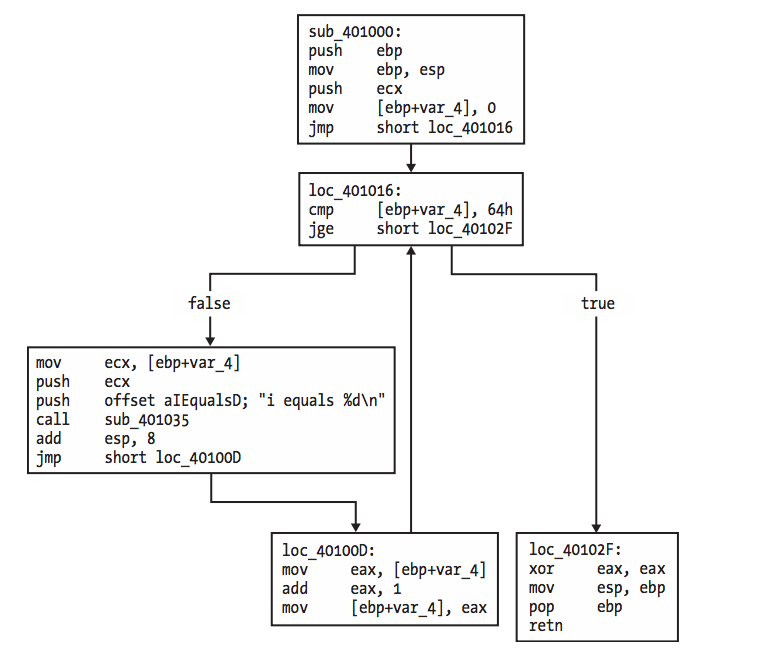 sub_401000:
push ebp
mov ebp, esp
push ecx
mov [ebp+var_4], 0
jmp short loc_401016
loc_401016:
cmp [ebp+var_4], 64h
jge short loc_40102F
false
true
mov ecx, [ebp+var_4]
push ecx
push offset aIEqualsD; "i equals %d\n"
call sub_401035
add esp, 8
jmp short loc_40100D
loc_40100D:
mov eax, [ebp+var_4]
add eax, 1
mov [ebp+var_4], eax
loc_40102F:
xor eax, eax
mov esp, ebp
pop ebp
retn